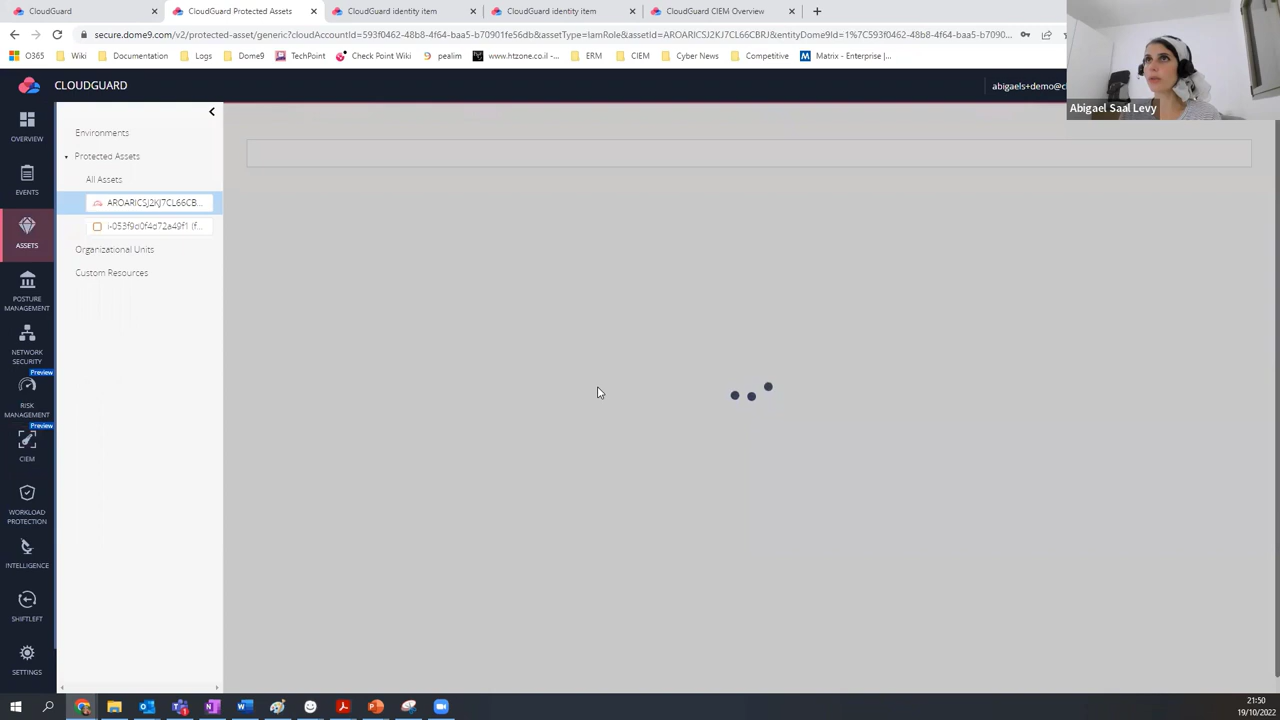 CloudGuard
CloudGuard Protected Assets
CloudGuard identity item
CloudGuard identity item
CloudGuard CIEM Overview
secure.dome9.com/v2/protected-asset/generic?cloudAccountId=593f0462-48b8-4f64-baa5-b70901fe56db&assetType=IamRole&assetId=AROARICSJ2KJ7CL66CBRJ&entityDome9Id=1%7C593f0462-48b8-4f64-baa5-b7090...
O365
Wiki
Documentation
Logs
Dome9
TechPoint
Check Point Wiki
pealim
www.htzone.co.il -...
ERM
CIEM
Cyber News
Competitive
Matrix - Enterprise |...
CLOUDGUARD
abigaels+demo@c
Abigael Saal Levy
OVERVIEW
EVENTS
ASSETS
POSTURE
MANAGEMENT
NETWORK
SECURITY
Preview
RISK
MANAGEMENT
Preview
CIEM
WORKLOAD
PROTECTION
INTELLIGENCE
SHIFTLEFT
SETTINGS
Environments
Protected Assets
All Assets
AROARICSJ2KJ7CL66CB...
i-053f9d0f4d72a49f1 (f...
Organizational Units
Custom Resources
21:50
19/10/2022